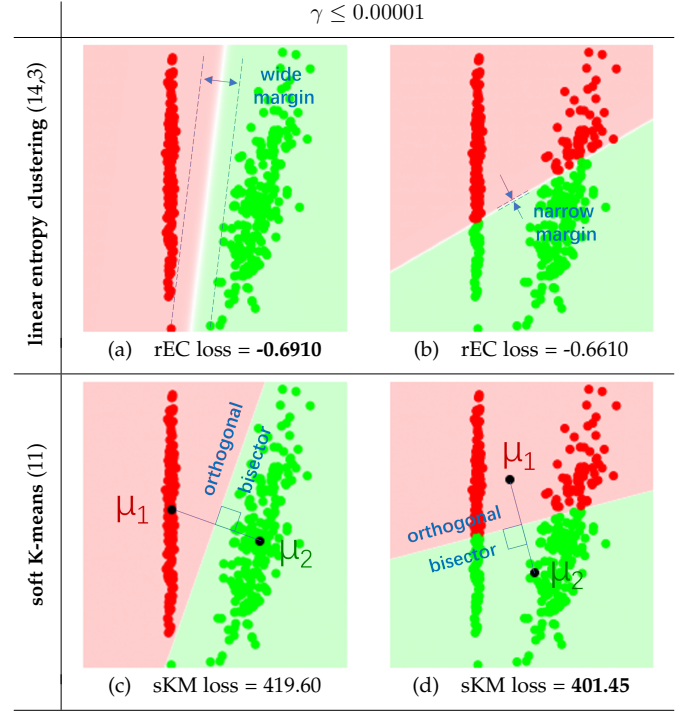 γ ≤ 0.00001
linear entropy clustering (14,3)
wide
margin
narrow
margin
(a) rEC loss = -0.6910
(b) rEC loss = -0.6610
soft K-means (11)
orthogonal
bisector
μ1
μ2
μ1
orthogonal
bisector
μ2
(c) sKM loss = 419.60
(d) sKM loss = 401.45